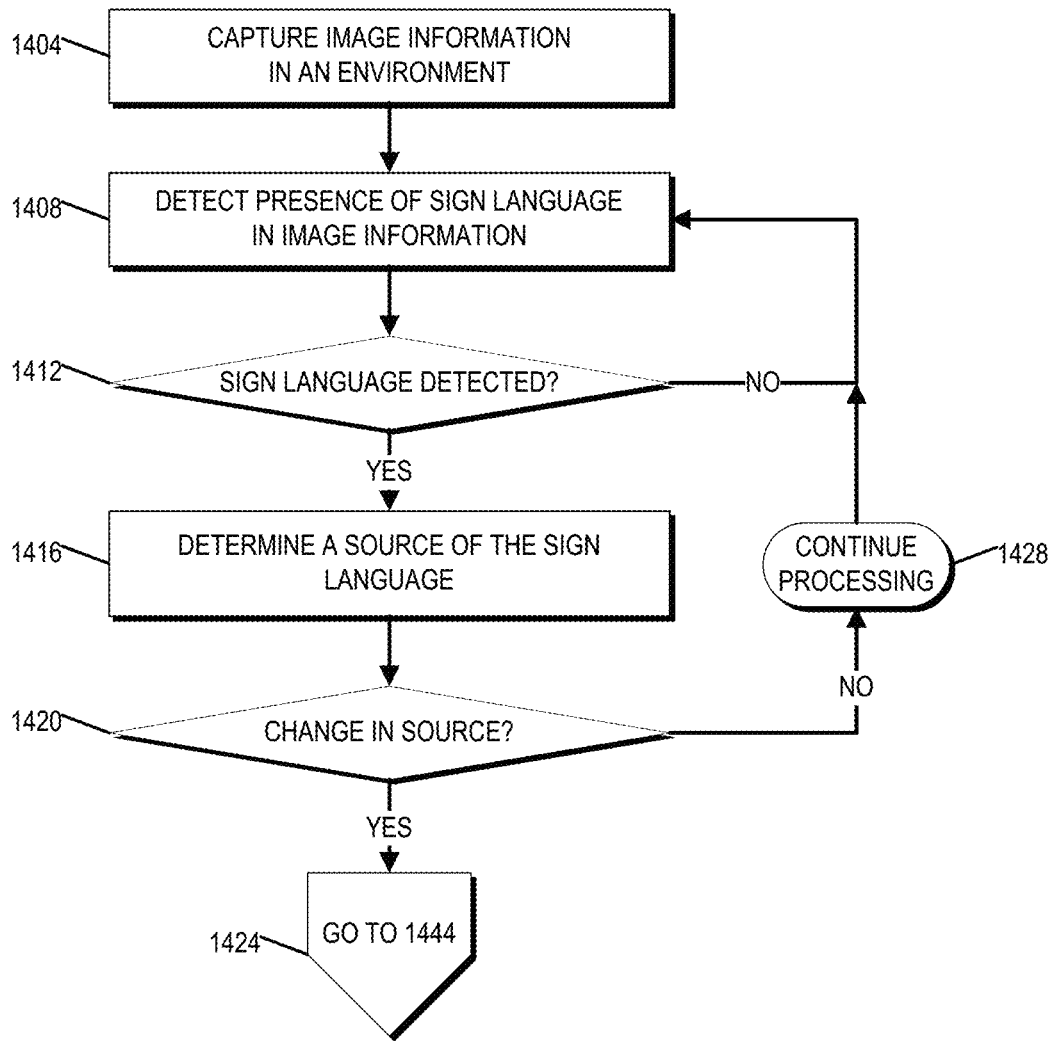 1404
CAPTURE IMAGE INFORMATION
IN AN ENVIRONMENT
1408
DETECT PRESENCE OF SIGN LANGUAGE
IN IMAGE INFORMATION
1412
SIGN LANGUAGE DETECTED?
NO
YES
1416
DETERMINE A SOURCE OF THE SIGN
LANGUAGE
CONTINUE
PROCESSING
1428
1420
CHANGE IN SOURCE?
NO
YES
1424
GO TO 1444